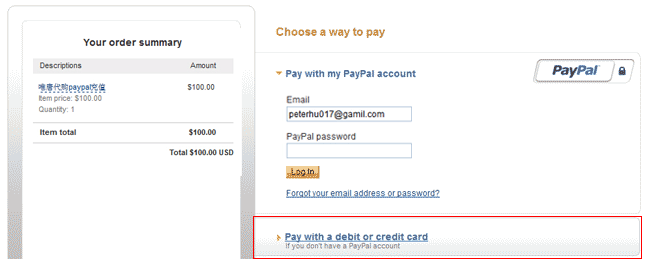 Your order summary
Descriptions Amount
唯唐代购paypal充值 $100.00
Item price: $100.00
Quantity: 1
Item total $100.00
Total $100.00 USD
Choose a way to pay
Pay with my PayPal account
PayPal
Email
peterhu017@gamil.com
PayPal password
Log In
Forgot your email address or password?
Pay with a debit or credit card
If you don't have a PayPal account